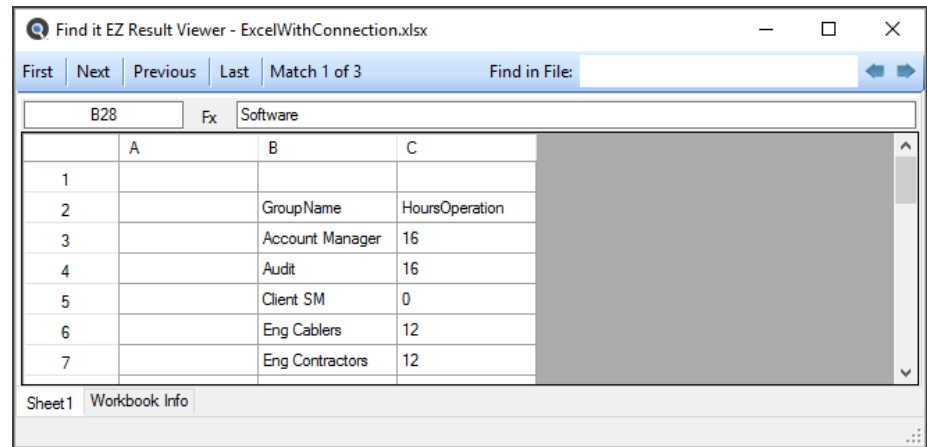 Find it EZ Result Viewer - ExcelWithConnection.xlsx
First Next Previous Last Match 1 of 3 Find in File:
B28 Fx Software
A B C
1
2 GroupName HoursOperation
3 Account Manager 16
4 Audit 16
5 Client SM 0
6 Eng Cablers 12
7 Eng Contractors 12
Sheet1 Workbook Info